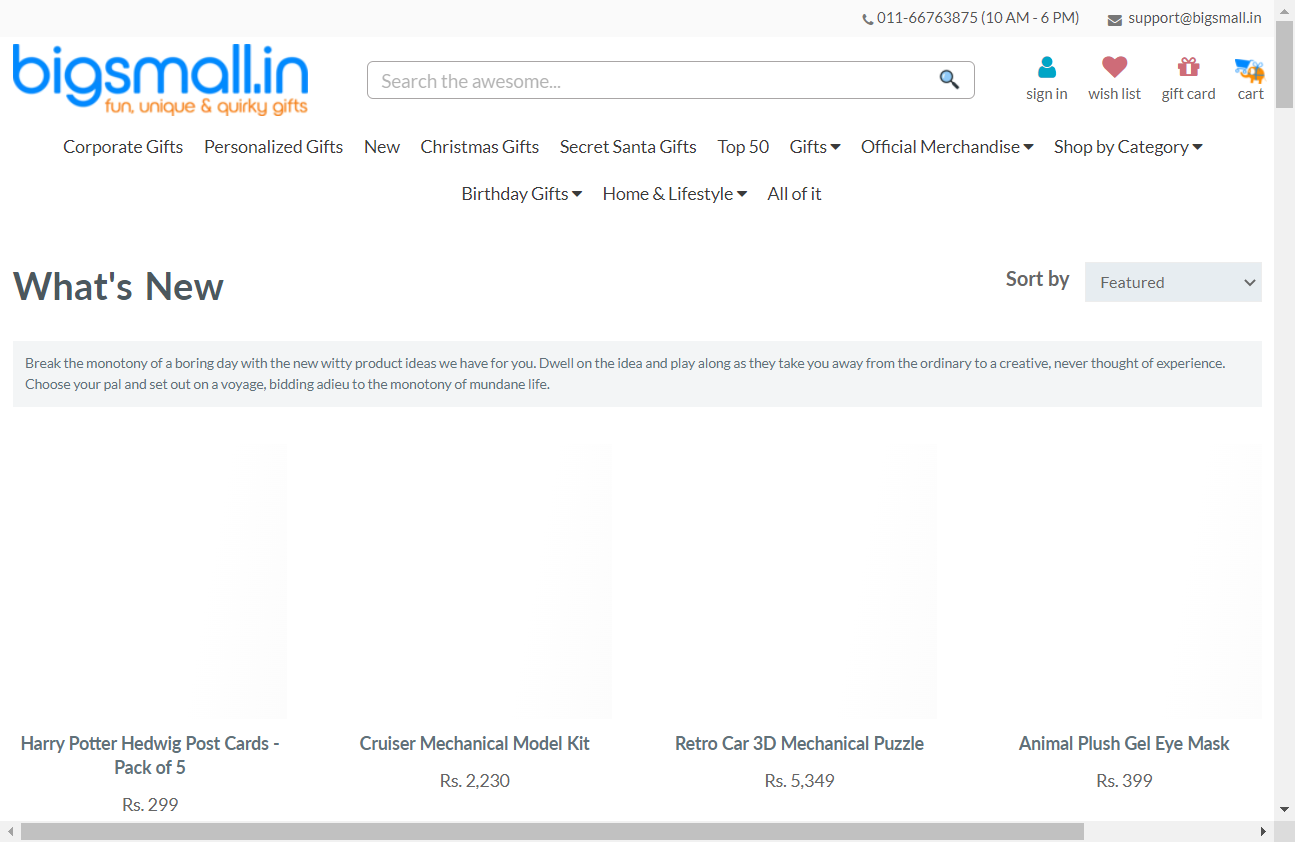 011-66763875 (10 AM - 6 PM) support@bigsmall.in
bigsmall.in
fun, unique & quirky gifts
Search the awesome...
sign in wish list gift card cart
Corporate Gifts Personalized Gifts New Christmas Gifts Secret Santa Gifts Top 50 Gifts Official Merchandise Shop by Category
Birthday Gifts Home & Lifestyle All of it
What's New
Sort by Featured
Break the monotony of a boring day with the new witty product ideas we have for you. Dwell on the idea and play along as they take you away from the ordinary to a creative, never thought of experience.
Choose your pal and set out on a voyage, bidding adieu to the monotony of mundane life.
Harry Potter Hedwig Post Cards -
Pack of 5
Rs. 299
Cruiser Mechanical Model Kit
Rs. 2,230
Retro Car 3D Mechanical Puzzle
Rs. 5,349
Animal Plush Gel Eye Mask
Rs. 399